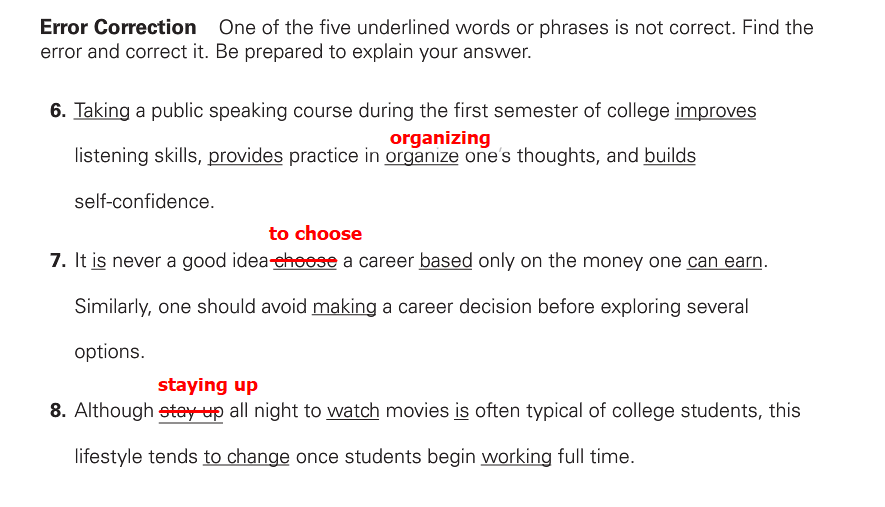 Error Correction One of the five underlined words or phrases is not correct. Find the
error and correct it. Be prepared to explain your answer.
6. Taking a public speaking course during the first semester of college improves
organizing
listening skills, provides practice in organize one's thoughts, and builds
self-confidence.
to choose
7. It is never a good idea choose a career based only on the money one can earn.
Similarly, one should avoid making a career decision before exploring several
options.
staying up
8. Although stay up all night to watch movies is often typical of college students, this
lifestyle tends to change once students begin working full time.